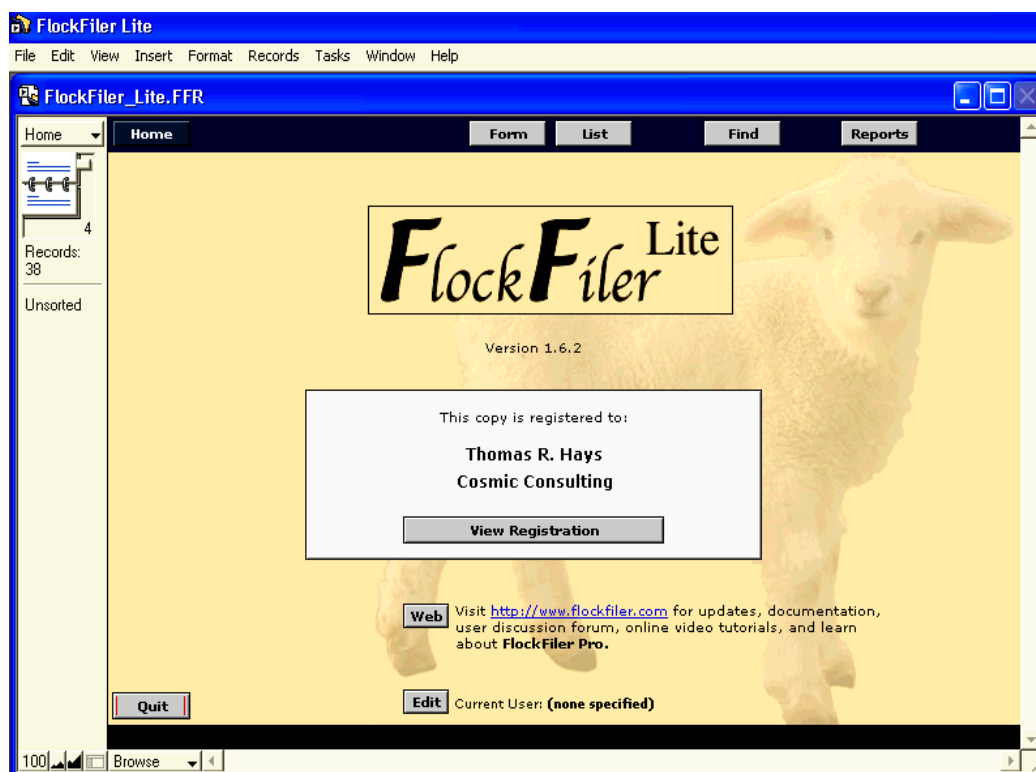 FlockFiler Lite
File Edit View Insert Format Records Tasks Window Help
FlockFiler_Lite.FFR
Home
Home Form List Find Reports
4
Records:
38
Unsorted
FlockFiler Lite
Version 1.6.2
This copy is registered to:
Thomas R. Hays
Cosmic Consulting
View Registration
Web
Visit http://www.flockfiler.com for updates, documentation,
user discussion forum, online video tutorials, and learn
about FlockFiler Pro.
Quit
Edit Current User: (none specified)
100 Browse